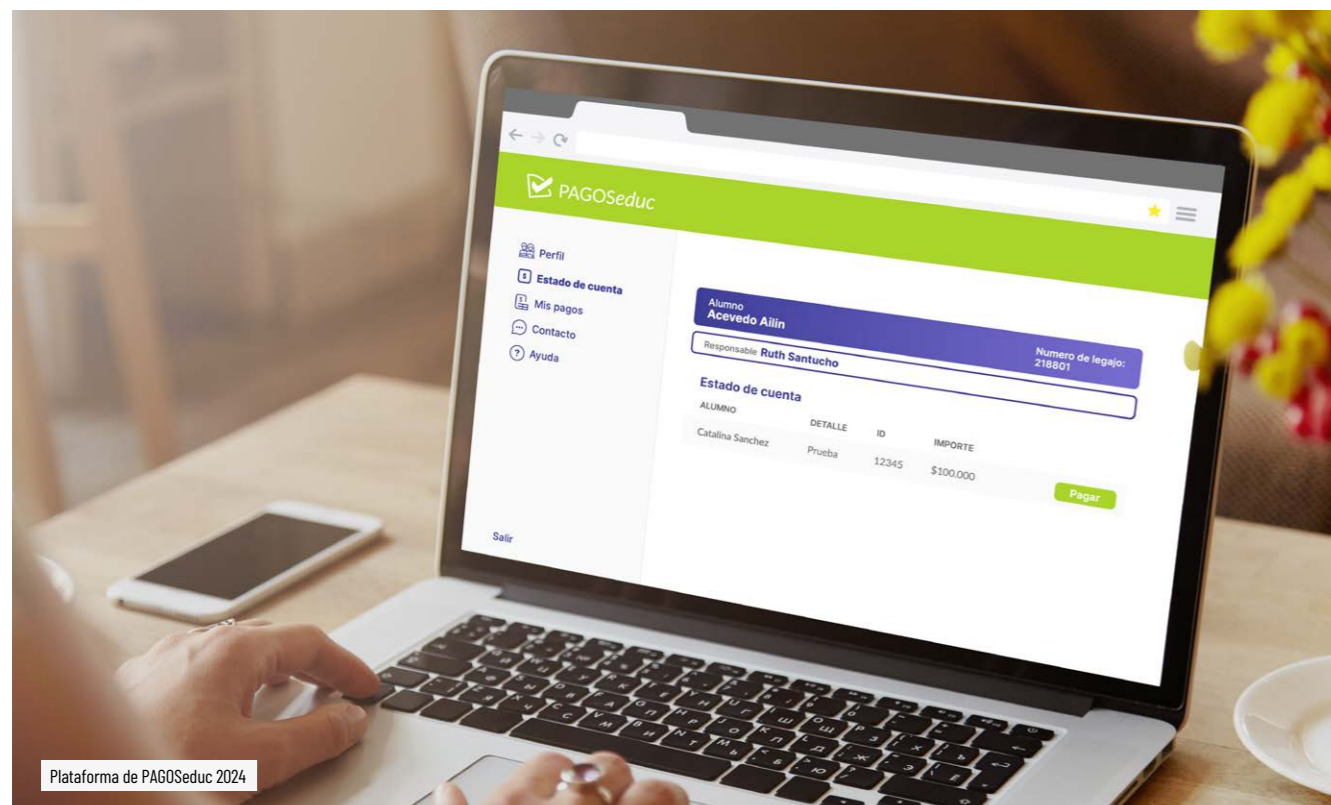 PAGOSeduc
Perfil
Estado de cuenta
Mis pagos
Contacto
Ayuda
Salir
Alumno
Acevedo Ailín
Numero de legajo:
218801
Responsable Ruth Santucho
Estado de cuenta
ALUMNO DETALLE ID IMPORTE
Catalina Sanchez Prueba 12345 $100.000
Pagar
Plataforma de PAGOSeduc 2024